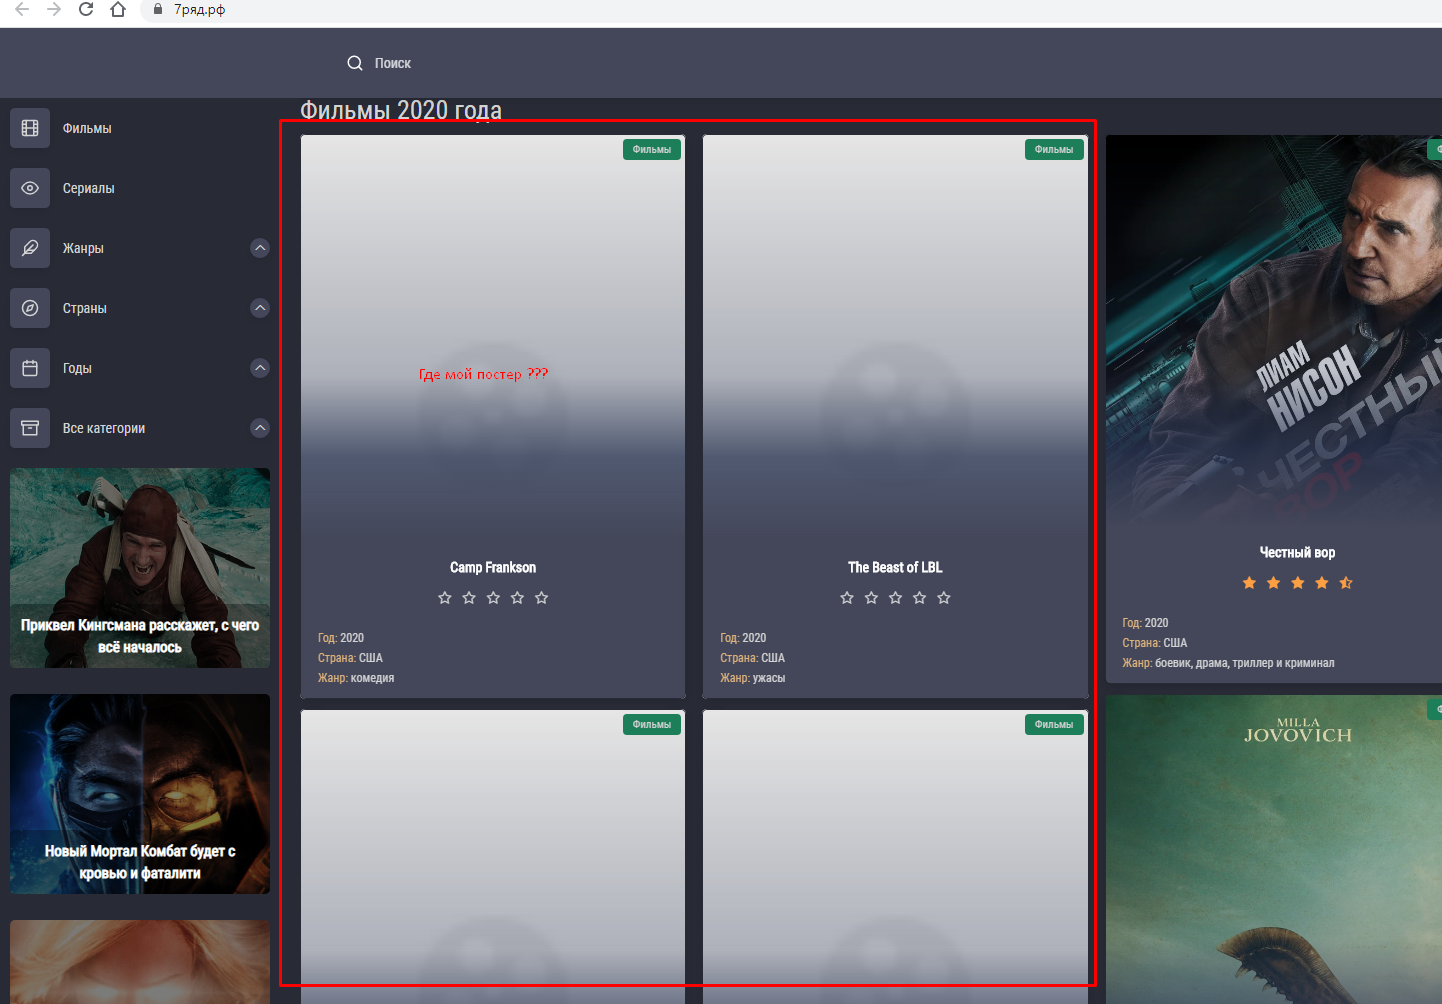 7ряд.рф
Поиск
Фильмы
Сериалы
Жанры
Страны
Годы
Все категории
Приквел Кингсмана расскажет, с чего
всё началось
Новый Мортал Комбат будет с
кровью и фаталити
Фильмы 2020 года
Фильмы
Где мой постер ???
Camp Frankson
Год: 2020
Страна: США
Жанр: комедия
Фильмы
The Beast of LBL
Год: 2020
Страна: США
Жанр: ужасы
ЛИАМ
НИСОН
ЧЕСТНЫЙ
ВОР
Честный вор
Год: 2020
Страна: США
Жанр: боевик, драма, триллер и криминал
Фильмы
Фильмы
MILLA
JOVOVICH